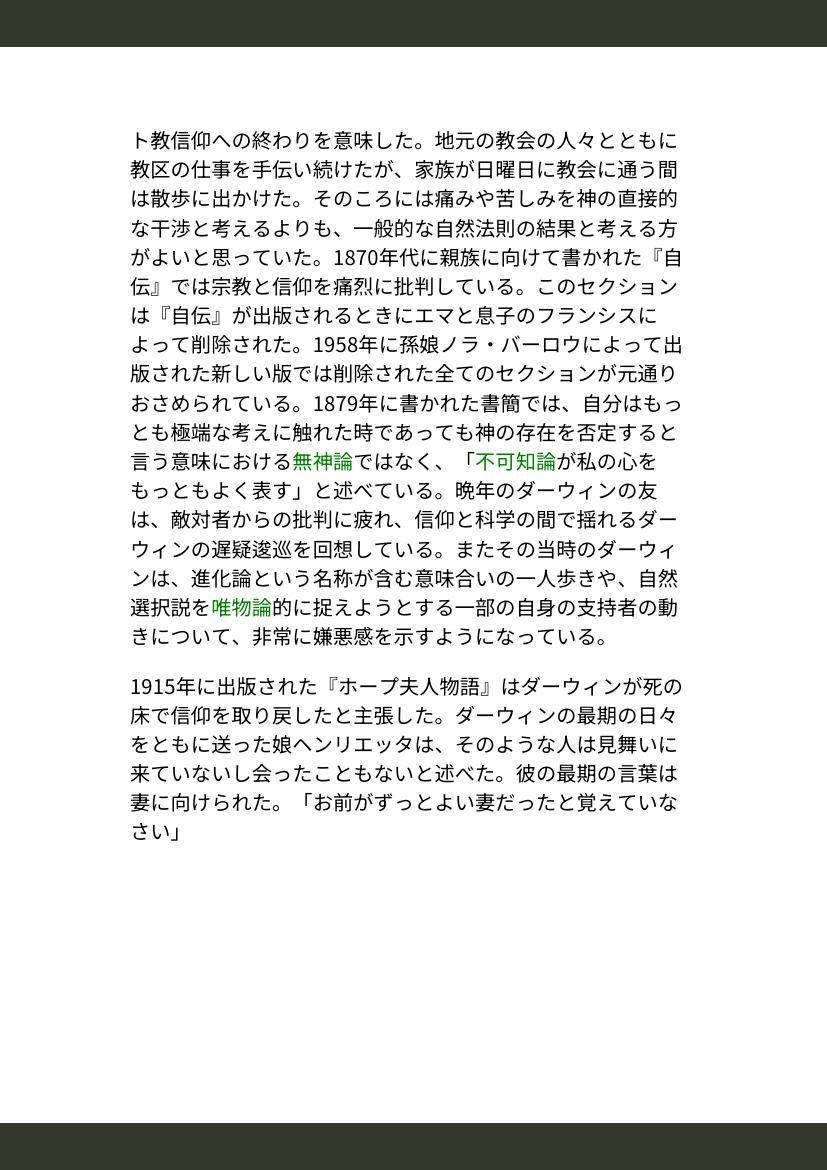 ト教信仰への終わりを意味した。地元の教会の人々とともに
教区の仕事を手伝い続けたが、家族が日曜日に教会に通う間
は散歩に出かけた。そのころには痛みや苦しみを神の直接的
な干渉と考えるよりも、一般的な自然法則の結果と考える方
がよいと思っていた。1870年代に親族に向けて書かれた『自
伝』では宗教と信仰を痛烈に批判している。このセクション
は『自伝』が出版されるときにエマと息子のフランシスに
よって削除された。1958年に孫娘ノラ・バーロウによって出
版された新しい版では削除された全てのセクションが元通り
おさめられている。1879年に書かれた書簡では、自分はもっ
とも極端な考えに触れた時であっても神の存在を否定すると
言う意味における無神論ではなく、「不可知論が私の心を
もっともよく表す」と述べている。晩年のダーウィンの友
は、敵対者からの批判に疲れ、信仰と科学の間で揺れるダー
ウィンの遅疑逡巡を回想している。またその当時のダーウィ
ンは、進化論という名称が含む意味合いの一人歩きや、自然
選択説を唯物論的に捉えようとする一部の自身の支持者の動
きについて、非常に嫌悪感を示すようになっている。
1915年に出版された『ホープ夫人物語』はダーウィンが死の
床で信仰を取り戻したと主張した。ダーウィンの最期の日々
をともに送った娘ヘンリエッタは、そのような人は見舞いに
来ていないし会ったこともないと述べた。彼の最期の言葉は
妻に向けられた。「お前がずっとよい妻だったと覚えていな
さい」